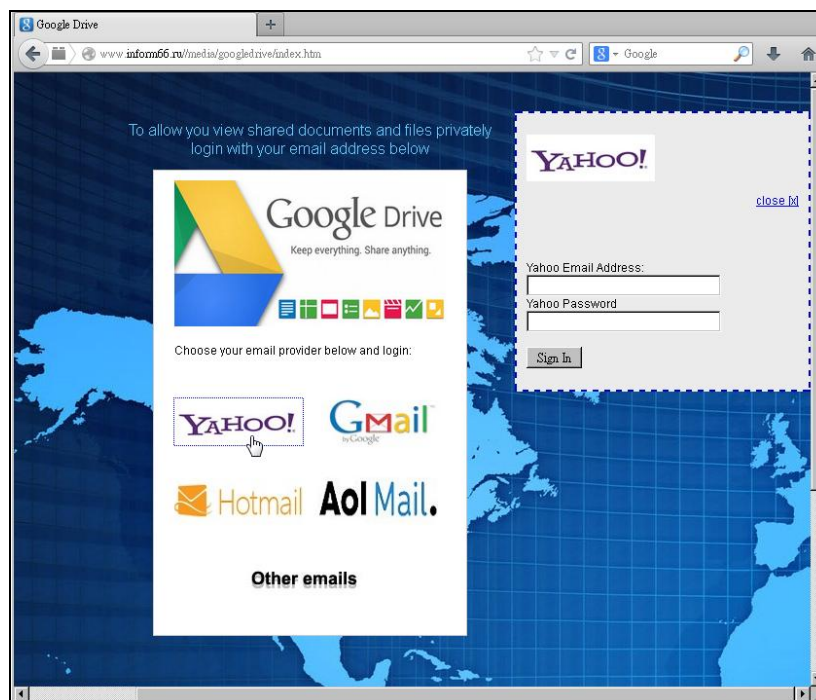 Google Drive
www.inform66.ru//media/googledrive/index.htm
Google
To allow you view shared documents and files privately
login with your email address below
Google Drive
Keep everything. Share anything.
Choose your email provider below and login:
YAHOO!
Gmail
by Google
Hotmail
Aol Mail.
Other emails
YAHOO!
close [x]
Yahoo Email Address:
Yahoo Password
Sign In